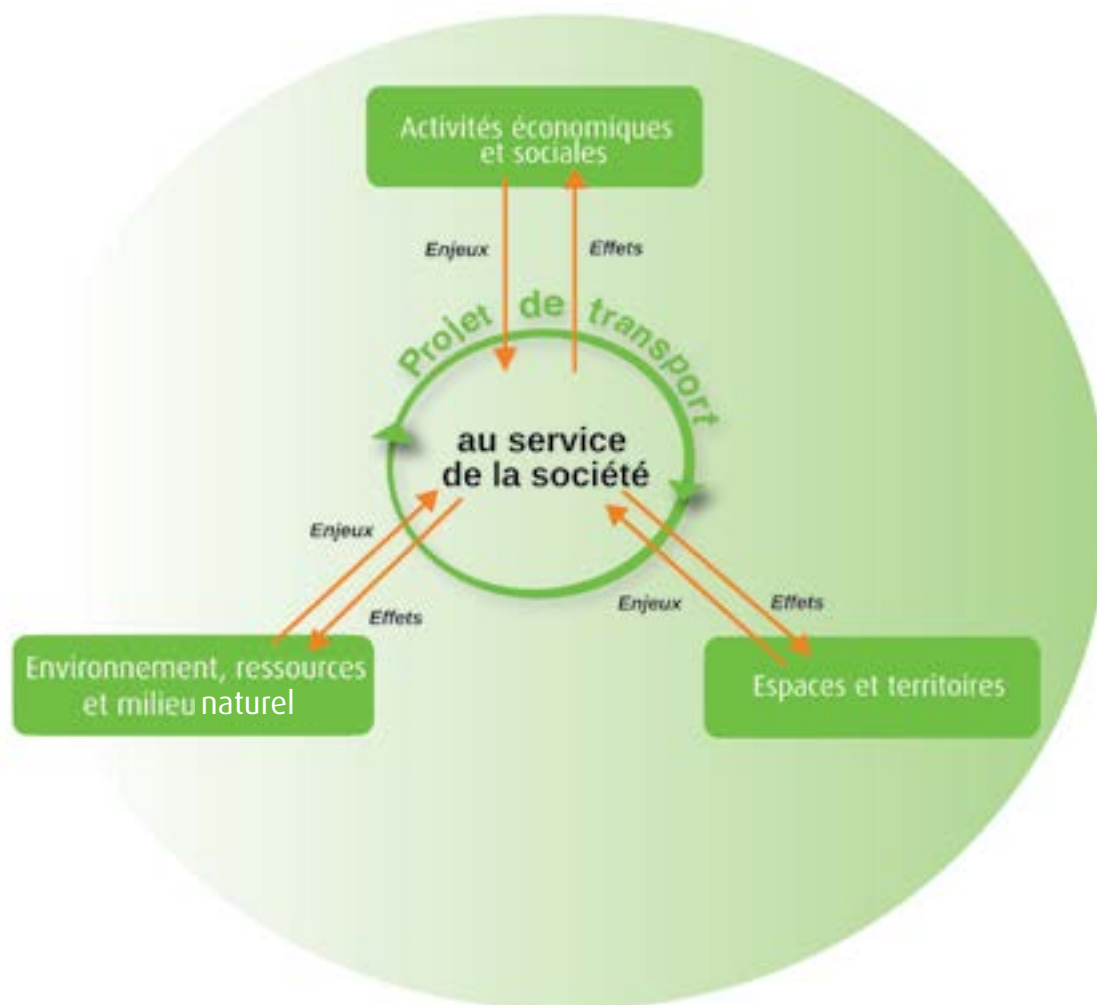 Activités économiques
et sociales
Enjeux
Effets
Projet de transport
au service
de la société
Enjeux
Effets
Enjeux
Effets
Environnement, ressources
et milieu naturel
Espaces et territoires